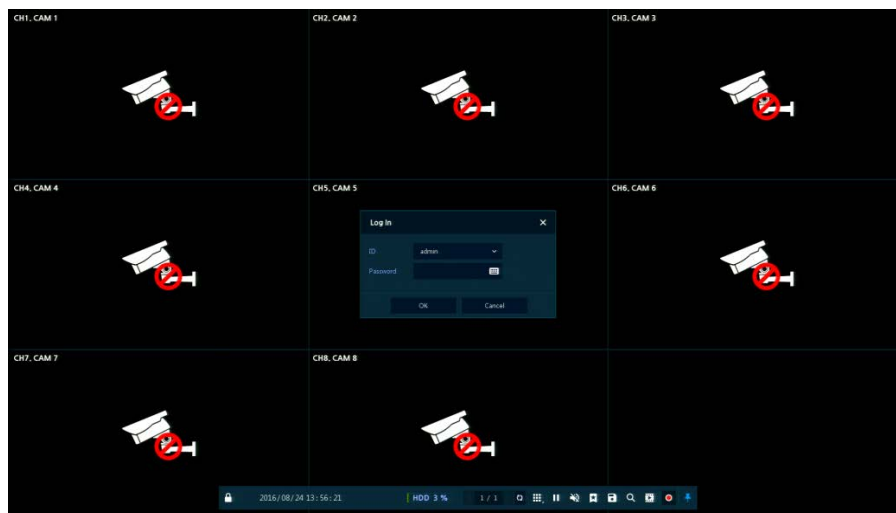 CH1, CAM 1
CH2, CAM 2
CH3, CAM 3
CH4, CAM 4
CH5, CAM 5
CH6, CAM 6
Log In
ID
admin
Password
OK
Cancel
CH7, CAM 7
CH8, CAM 8
2016/08/24 13:56:21
HDD 3 %
1 / 1